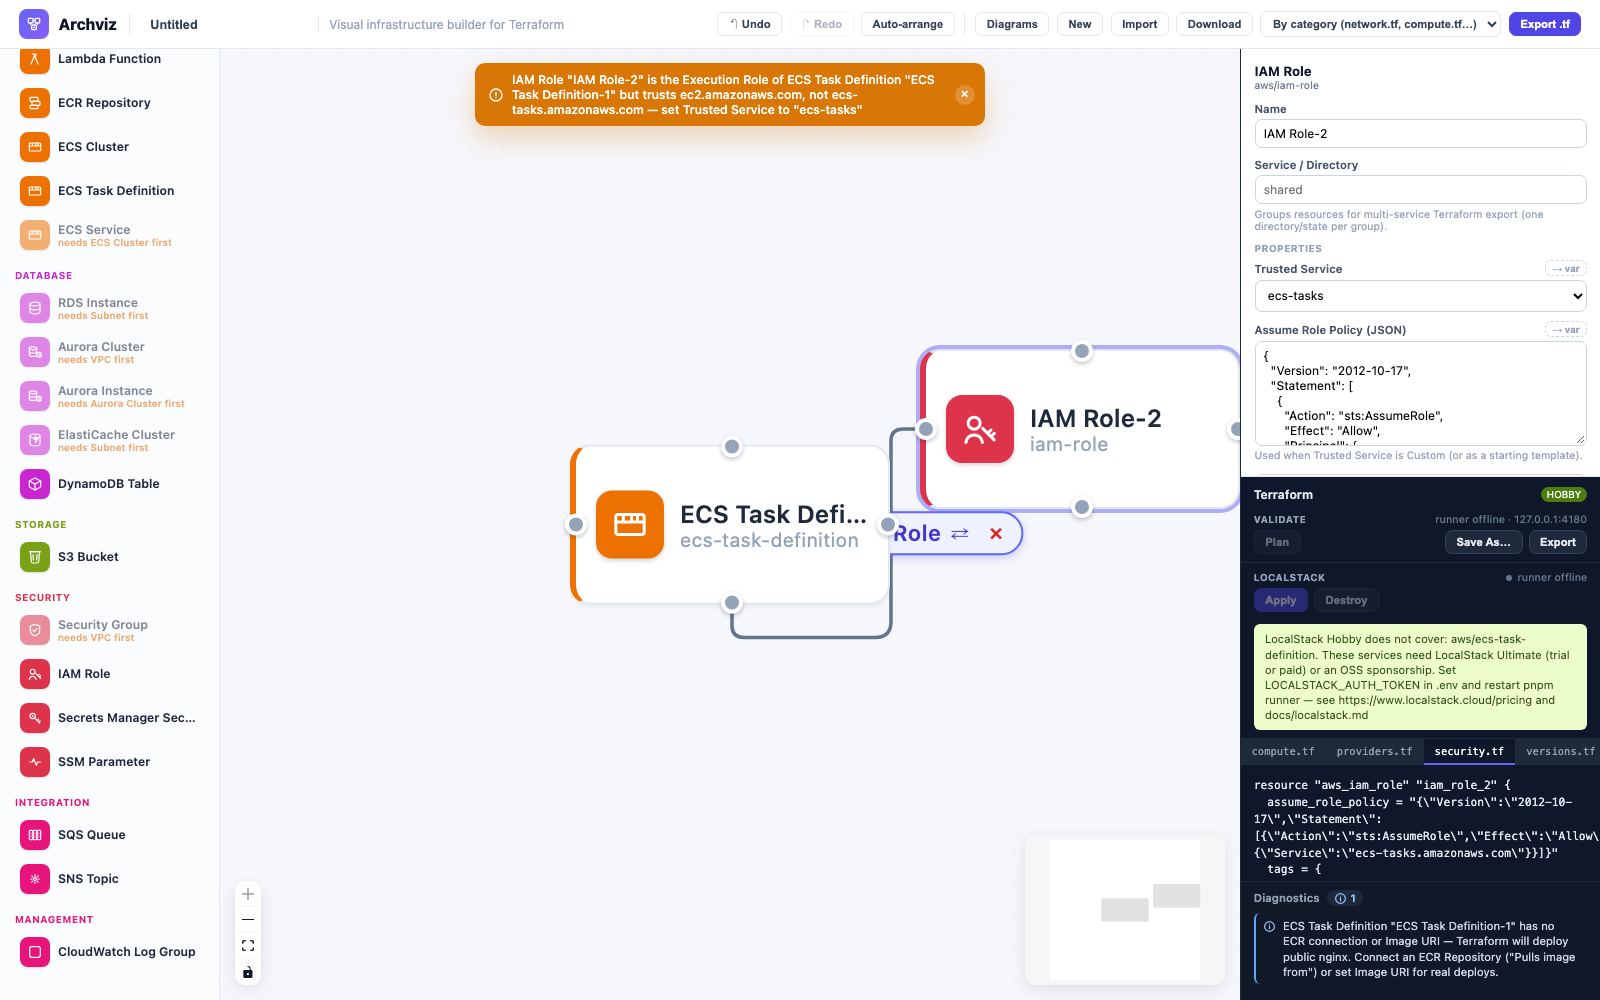 Archviz
Untitled
Visual infrastructure builder for Terraform
Undo
Redo
Auto-arrange
Diagrams
New
Import
Download
By category (network.tf, compute.tf...)
Export .tf
Lambda Function
ECR Repository
ECS Cluster
ECS Task Definition
ECS Service
needs ECS Cluster first
DATABASE
RDS Instance
needs Subnet first
Aurora Cluster
needs VPC first
Aurora Instance
needs Aurora Cluster first
ElastiCache Cluster
needs Subnet first
DynamoDB Table
STORAGE
S3 Bucket
SECURITY
Security Group
needs VPC first
IAM Role
Secrets Manager Sec...
SSM Parameter
INTEGRATION
SQS Queue
SNS Topic
MANAGEMENT
CloudWatch Log Group
IAM Role "IAM Role-2" is the Execution Role of ECS Task Definition "ECS
Task Definition-1" but trusts ec2.amazonaws.com, not ecs-
tasks.amazonaws.com — set Trusted Service to "ecs-tasks"
IAM Role-2
iam-role
ECS Task Defi...
ecs-task-definition
Role
IAM Role
aws/iam-role
Name
IAM Role-2
Service / Directory
shared
Groups resources for multi-service Terraform export (one
directory/state per group).
PROPERTIES
Trusted Service
→ var
ecs-tasks
Assume Role Policy (JSON)
→ var
{
"Version": "2012-10-17",
"Statement": [
{
"Action": "sts:AssumeRole",
"Effect": "Allow",
"Principal": {
Used when Trusted Service is Custom (or as a starting template).
Terraform
HOBBY
VALIDATE
runner offline · 127.0.0.1:4180
Plan
Save As...
Export
LOCALSTACK
runner offline
Apply
Destroy
LocalStack Hobby does not cover: aws/ecs-task-
definition. These services need LocalStack Ultimate (trial
or paid) or an OSS sponsorship. Set
LOCALSTACK_AUTH_TOKEN in .env and restart pnpm
runner — see https://www.localstack.cloud/pricing and
docs/localstack.md
compute.tf
providers.tf
security.tf
versions.tf
resource "aws_iam_role" "iam_role_2" {
assume_role_policy = "{\"Version\":\"2012-10-
17\",\"Statement\":
[{\"Action\":\"sts:AssumeRole\",\"Effect\":\"Allow\
{\"Service\":\"ecs-tasks.amazonaws.com\"}}]}"
tags = {
Diagnostics
1
ECS Task Definition "ECS Task Definition-1" has no
ECR connection or Image URI — Terraform will deploy
public nginx. Connect an ECR Repository ("Pulls image
from") or set Image URI for real deploys.